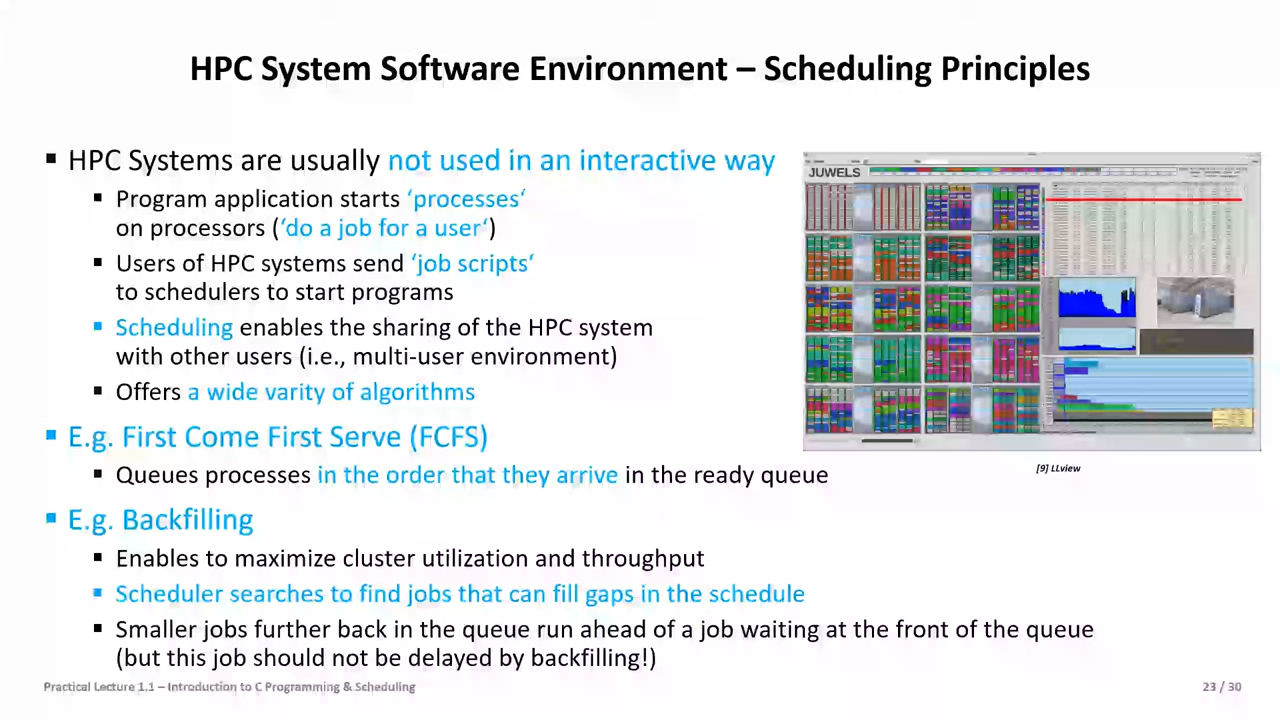 HPC System Software Environment – Scheduling Principles
▪ HPC Systems are usually not used in an interactive way
▪ Program application starts ‘processes‘
on processors (‘do a job for a user‘)
▪ Users of HPC systems send ‘job scripts‘
to schedulers to start programs
▪ Scheduling enables the sharing of the HPC system
with other users (i.e., multi-user environment)
▪ Offers a wide varity of algorithms
▪ E.g. First Come First Serve (FCFS)
▪ Queues processes in the order that they arrive in the ready queue
▪ E.g. Backfilling
▪ Enables to maximize cluster utilization and throughput
▪ Scheduler searches to find jobs that can fill gaps in the schedule
▪ Smaller jobs further back in the queue run ahead of a job waiting at the front of the queue
(but this job should not be delayed by backfilling!)
JUWELS
[9] LLview
Practical Lecture 1.1 – Introduction to C Programming & Scheduling
23 / 30